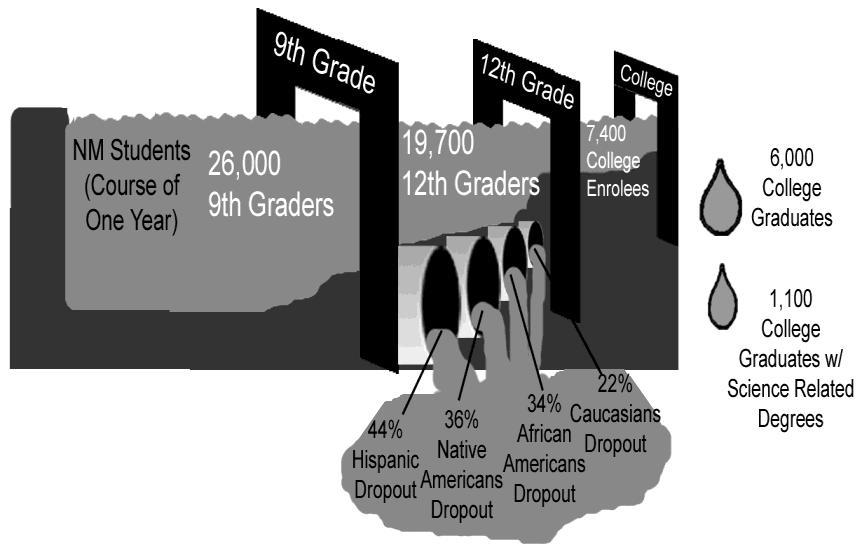 9th Grade
12th Grade
College
NM Students
(Course of
One Year)
26,000
9th Graders
19,700
12th Graders
7,400
College
Enrolees
6,000
College
Graduates
1,100
College
Graduates w/
Science Related
Degrees
44%
Hispanic
Dropout
36%
Native
Americans
Dropout
34%
African
Americans
Dropout
22%
Caucasians
Dropout